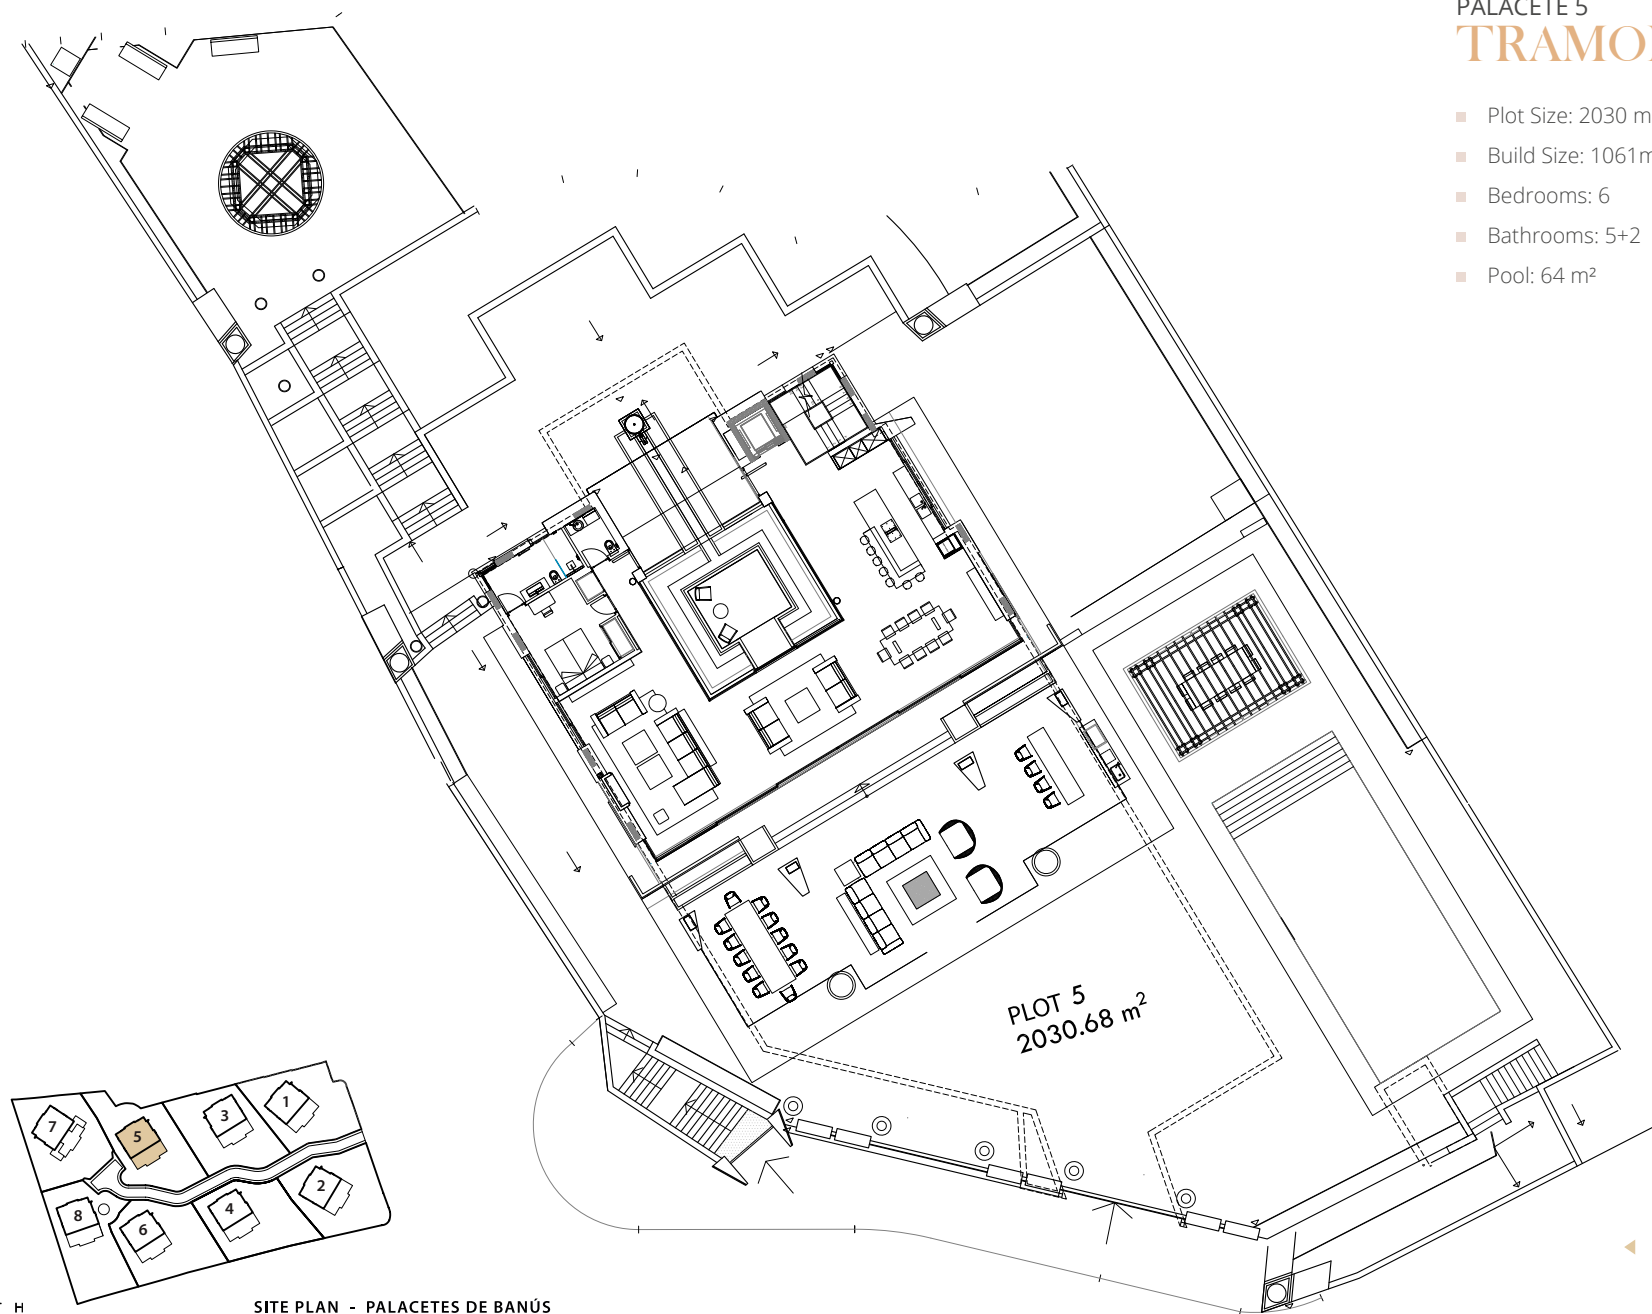 PALACETE 5
TRAMO
Plot Size: 2030 m
Build Size: 1061m
Bedrooms: 6
Bathrooms: 5+2
Pool: 64 m²
PLOT 5
2030.68 m²
7
5
3
1
8
6
4
2
H
SITE PLAN - PALACETES DE BANÚS